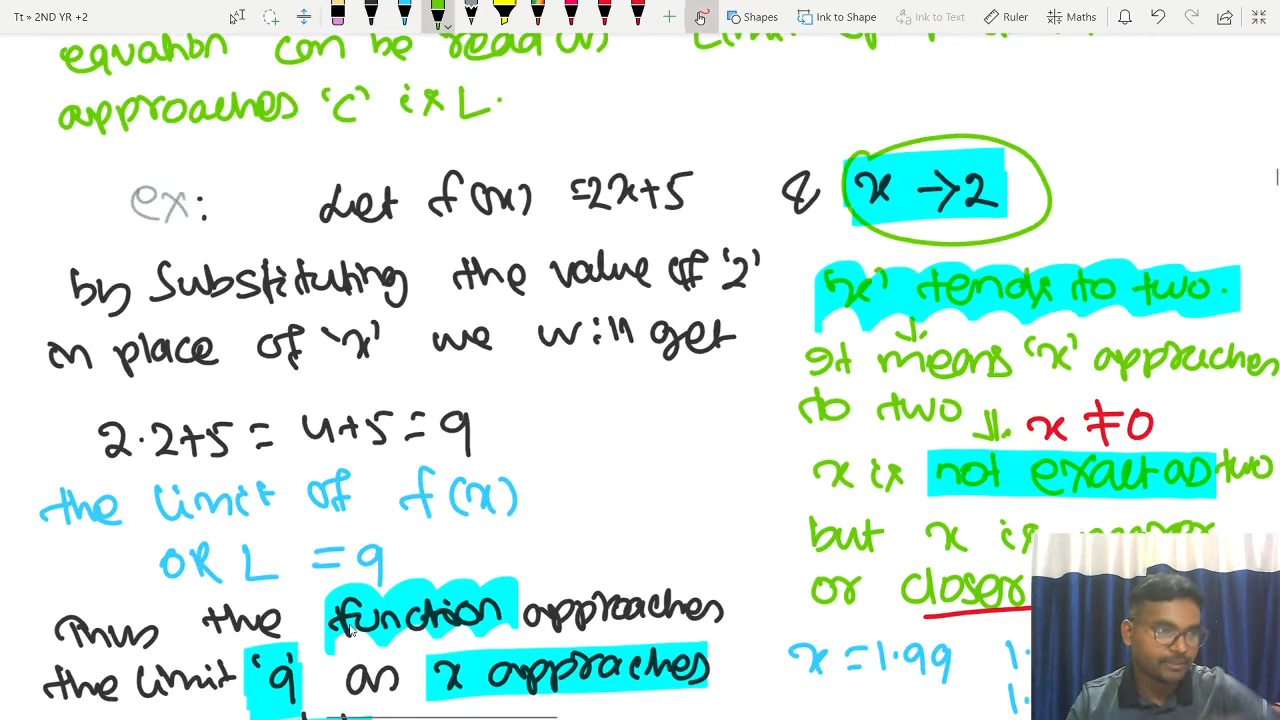 Tt » 2ND YR +2
Shapes
Ink to Shape
Ink to Text
Ruler
Maths
equation can be read as
approaches 'c' is L.
ex: Let f(x) =2x+5 & x →2
by substituting the value of '2'
in place of 'x' we will get
2.2+5 = 4+5=9
the limit of f(x)
OR L = 9
Thus the function approaches
the limit '9' as x approaches
'x' tends to two.
It means 'x' approaches
to two x ≠0
x is not exact as two
but x is
or closer
x =1.99